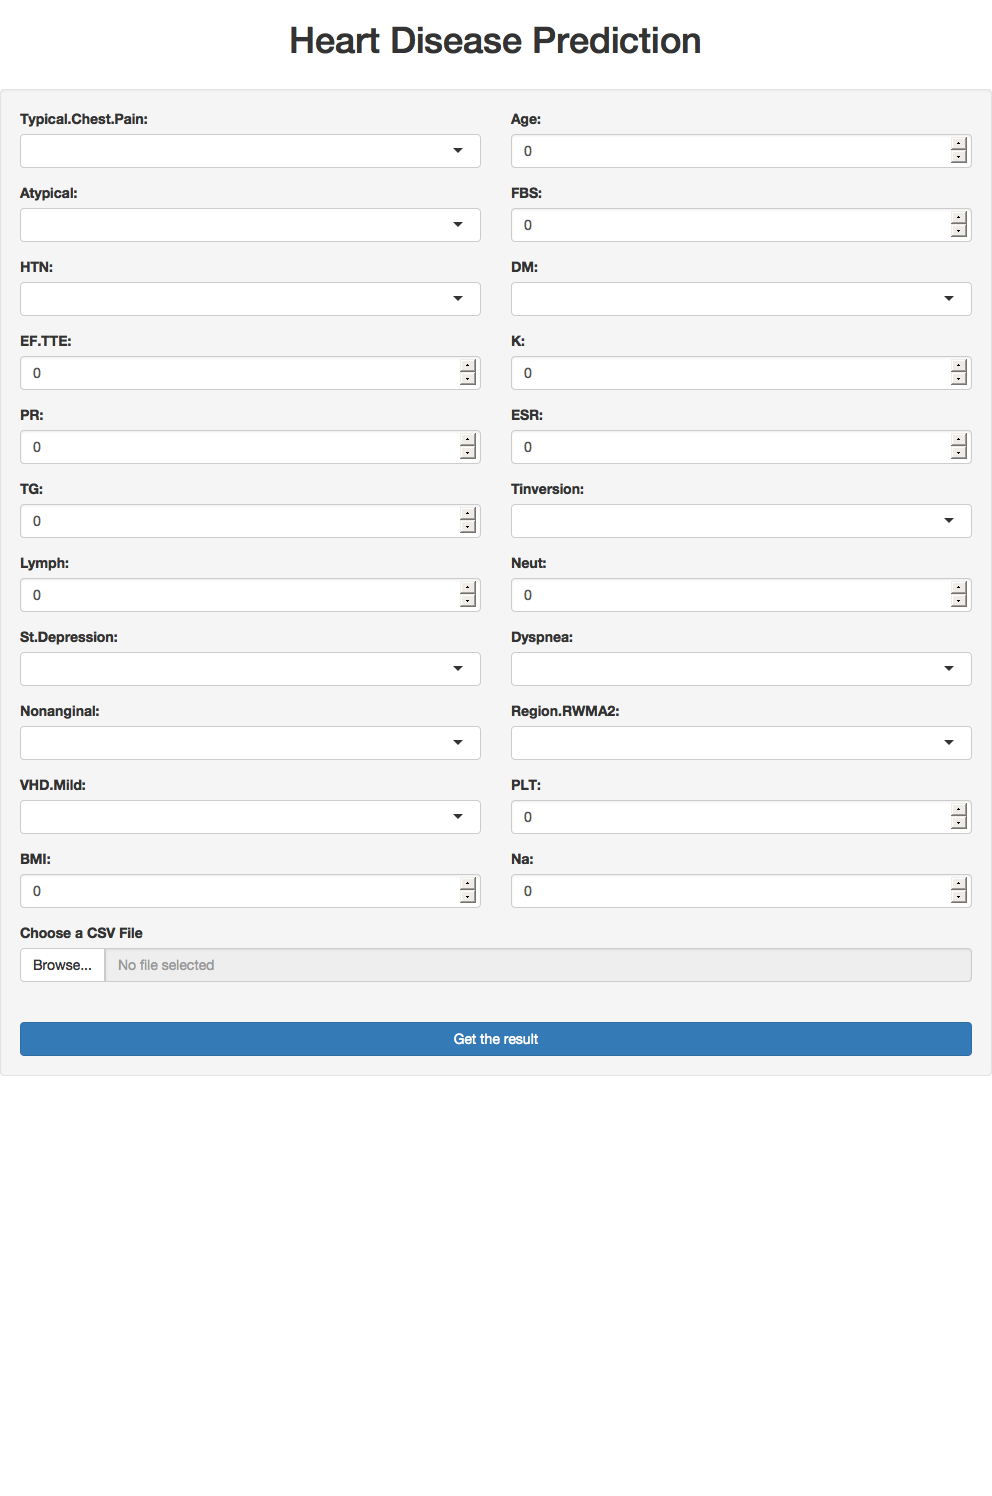 Heart Disease Prediction
Typical.Chest.Pain: Age:
0
Atypical: FBS:
0
HTN: DM:
EF.TTE: K:
0 0
PR: ESR:
0 0
TG: Tinversion:
0
Lymph: Neut:
0 0
St.Depression: Dyspnea:
Nonanginal: Region.RWMA2:
VHD.Mild: PLT:
0
BMI: Na:
0 0
Choose a CSV File
Browse... No file selected
Get the result